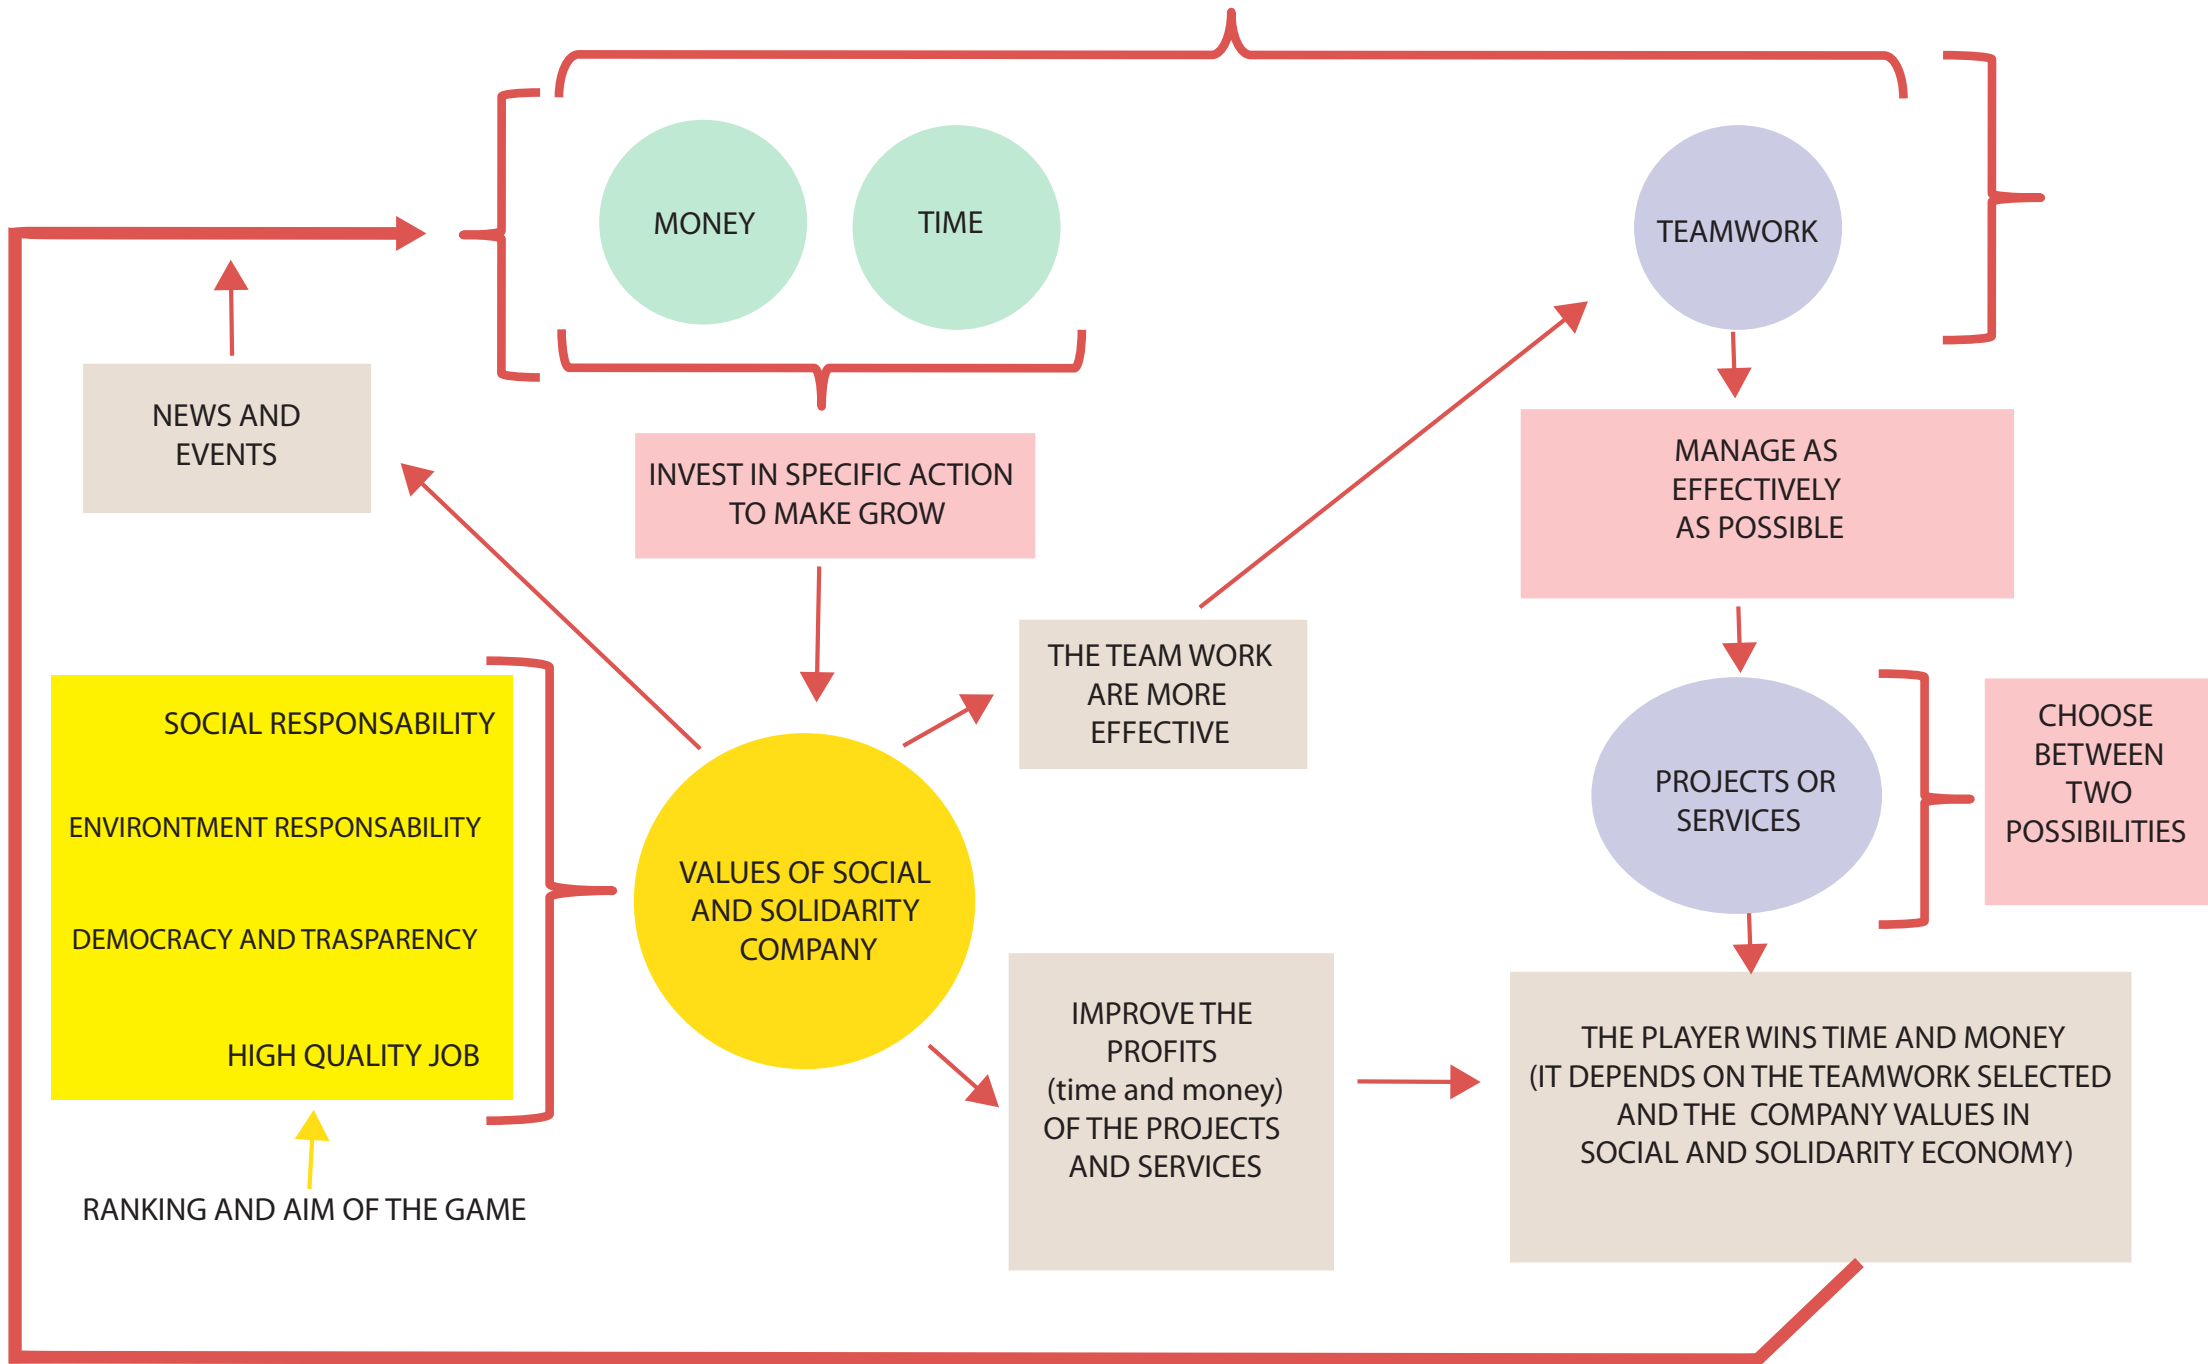 MONEY
TIME
TEAMWORK
NEWS AND
EVENTS
INVEST IN SPECIFIC ACTION
TO MAKE GROW
MANAGE AS
EFFECTIVELY
AS POSSIBLE
THE TEAM WORK
ARE MORE
EFFECTIVE
SOCIAL RESPONSABILITY
ENVIRONTMENT RESPONSABILITY
DEMOCRACY AND TRASPARENCY
HIGH QUALITY JOB
VALUES OF SOCIAL
AND SOLIDARITY
COMPANY
PROJECTS OR
SERVICES
CHOOSE
BETWEEN
TWO
POSSIBILITIES
IMPROVE THE
PROFITS
(time and money)
OF THE PROJECTS
AND SERVICES
THE PLAYER WINS TIME AND MONEY
(IT DEPENDS ON THE TEAMWORK SELECTED
AND THE COMPANY VALUES IN
SOCIAL AND SOLIDARITY ECONOMY)
RANKING AND AIM OF THE GAME